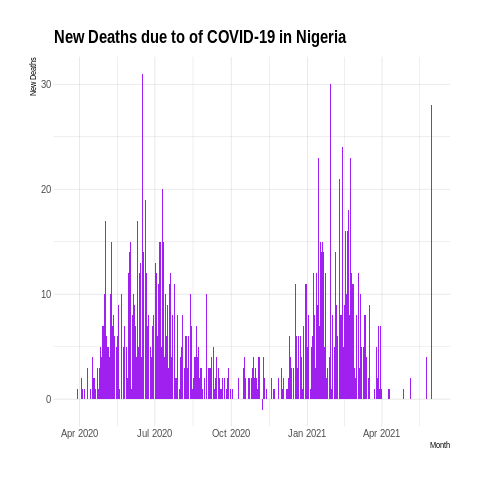 New Deaths due to of COVID-19 in Nigeria
New Deaths
30
20
10
0
Apr 2020 Jul 2020 Oct 2020 Jan 2021 Apr 2021
Month